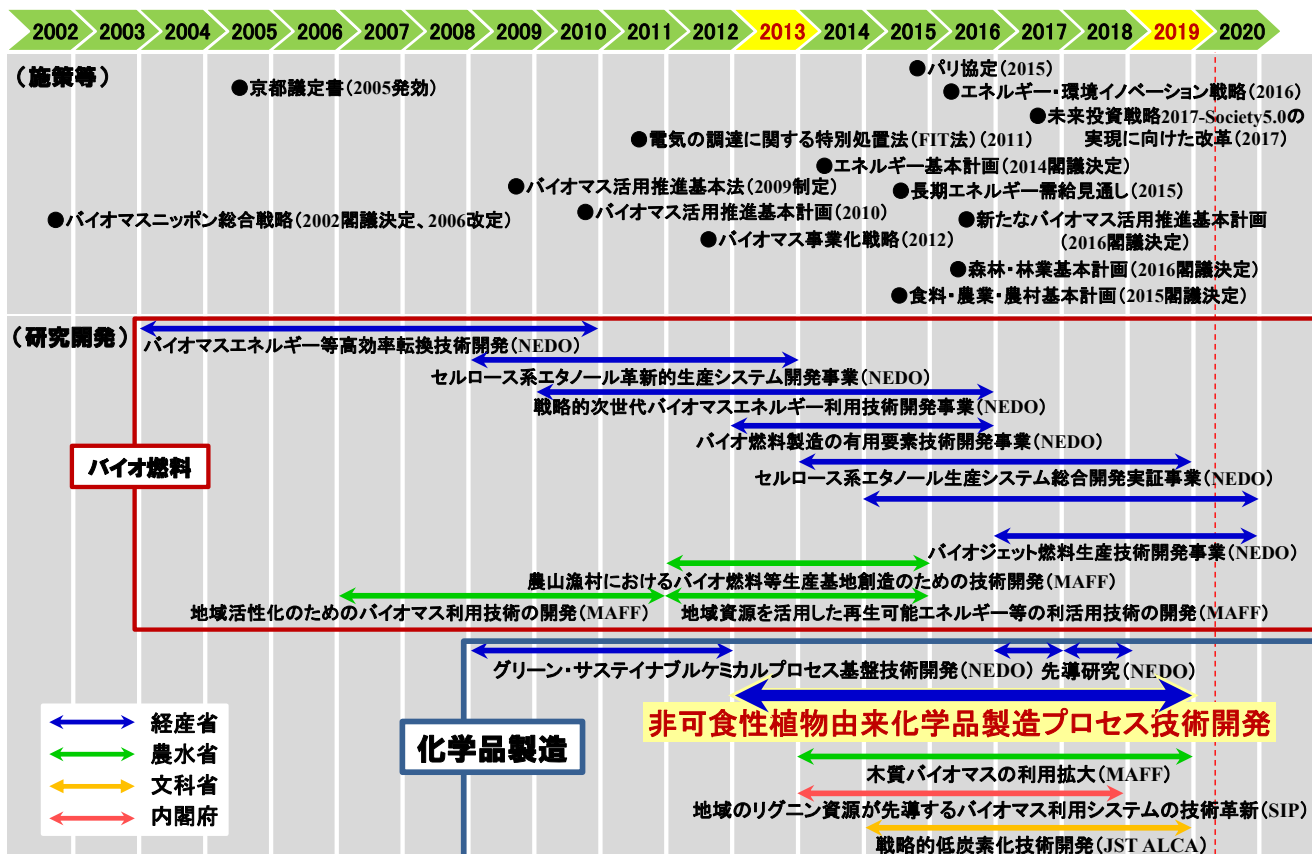 2002 2003 2004 2005 2006 2007 2008 2009 2010 2011 2012 2013 2014 2015 2016 2017 2018 2019 2020
(施策等)
●パリ協定(2015)
●京都議定書(2005発効)
●エネルギー・環境イノベーション戦略(2016)
●未来投資戦略2017-Society5.0の
実現に向けた改革(2017)
●電気の調達に関する特別処置法(FIT法)(2011)
●エネルギー基本計画(2014閣議決定)
●バイオマス活用推進基本法(2009制定)
●長期エネルギー需給見通し(2015)
●バイオマスニッポン総合戦略(2002閣議決定、2006改定)
●バイオマス活用推進基本計画(2010)
●新たなバイオマス活用推進基本計画
(2016閣議決定)
●バイオマス事業化戦略(2012)
●森林・林業基本計画(2016閣議決定)
●食料・農業・農村基本計画(2015閣議決定)
(研究開発)
バイオマスエネルギー等高効率転換技術開発(NEDO)
セルロース系エタノール革新的生産システム開発事業(NEDO)
戦略的次世代バイオマスエネルギー利用技術開発事業(NEDO)
バイオ燃料製造の有用要素技術開発事業(NEDO)
バイオ燃料
セルロース系エタノール生産システム総合開発実証事業(NEDO)
バイオジェット燃料生産技術開発事業(NEDO)
農山漁村におけるバイオ燃料等生産基地創造のための技術開発(MAFF)
地域活性化のためのバイオマス利用技術の開発(MAFF)
地域資源を活用した再生可能エネルギー等の利活用技術の開発(MAFF)
グリーン・サステイナブルケミカルプロセス基盤技術開発(NEDO)
先導研究(NEDO)
非可食性植物由来化学品製造プロセス技術開発
化学品製造
木質バイオマスの利用拡大(MAFF)
地域のリグニン資源が先導するバイオマス利用システムの技術革新(SIP)
戦略的低炭素化技術開発(JST ALCA)
経産省
農水省
文科省
内閣府